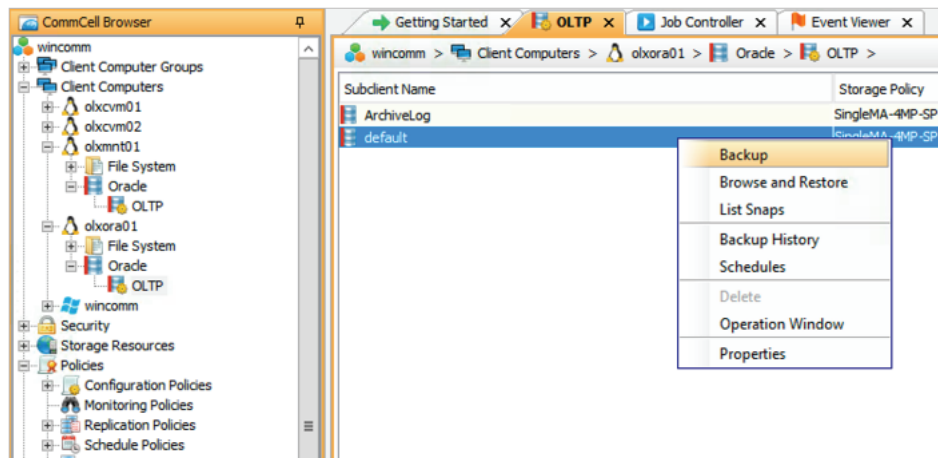 CommCell Browser
wincomm
Client Computer Groups
Client Computers
olxcvm01
olxcvm02
olxmnt01
File System
Oracle
OLTP
olxora01
File System
Oracle
OLTP
wincomm
Security
Storage Resources
Policies
Configuration Policies
Monitoring Policies
Replication Policies
Schedule Policies
Getting Started x OLTP x Job Controller x Event Viewer x
wincomm > Client Computers > olxora01 > Oracle > OLTP >
Subclient Name Storage Policy
ArchiveLog SingleMA-4MP-SP
default SingleMA-4MP-SP
Backup
Browse and Restore
List Snaps
Backup History
Schedules
Delete
Operation Window
Properties